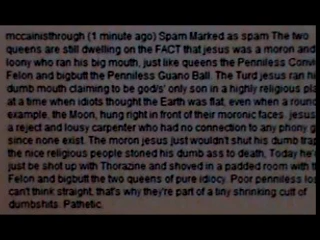 mccainisthrough (1 minute ago) Spam Marked as spam The two
queens are still dwelling on the FACT that jesus was a moron and
loony who ran his big mouth, just like queens the Penniless Convi
Felon and bigbutt the Penniless Guano Ball. The Turd jesus ran hi
dumb mouth claiming to be gods/' only son in a highly religious pl
at a time when idiots thought the Earth was flat, even when a roun
example, the Moon, hung right in front of their moronic faces. jesus
a reject and lousy carpenter who had no connection to any phony g
since none exist. The moron jesus just wouldn't shut his dumb trap
the nice religious people stoned his dumb ass to death. Today he'
just be shot up with Thorazine and shoved in a padded room with t
Felon and bigbutt the two queens of pure idiocy. Poor penniless lo
can't think straight, that's why they're part of a tiny shrinking cult of
dumbshits. Pathetic.